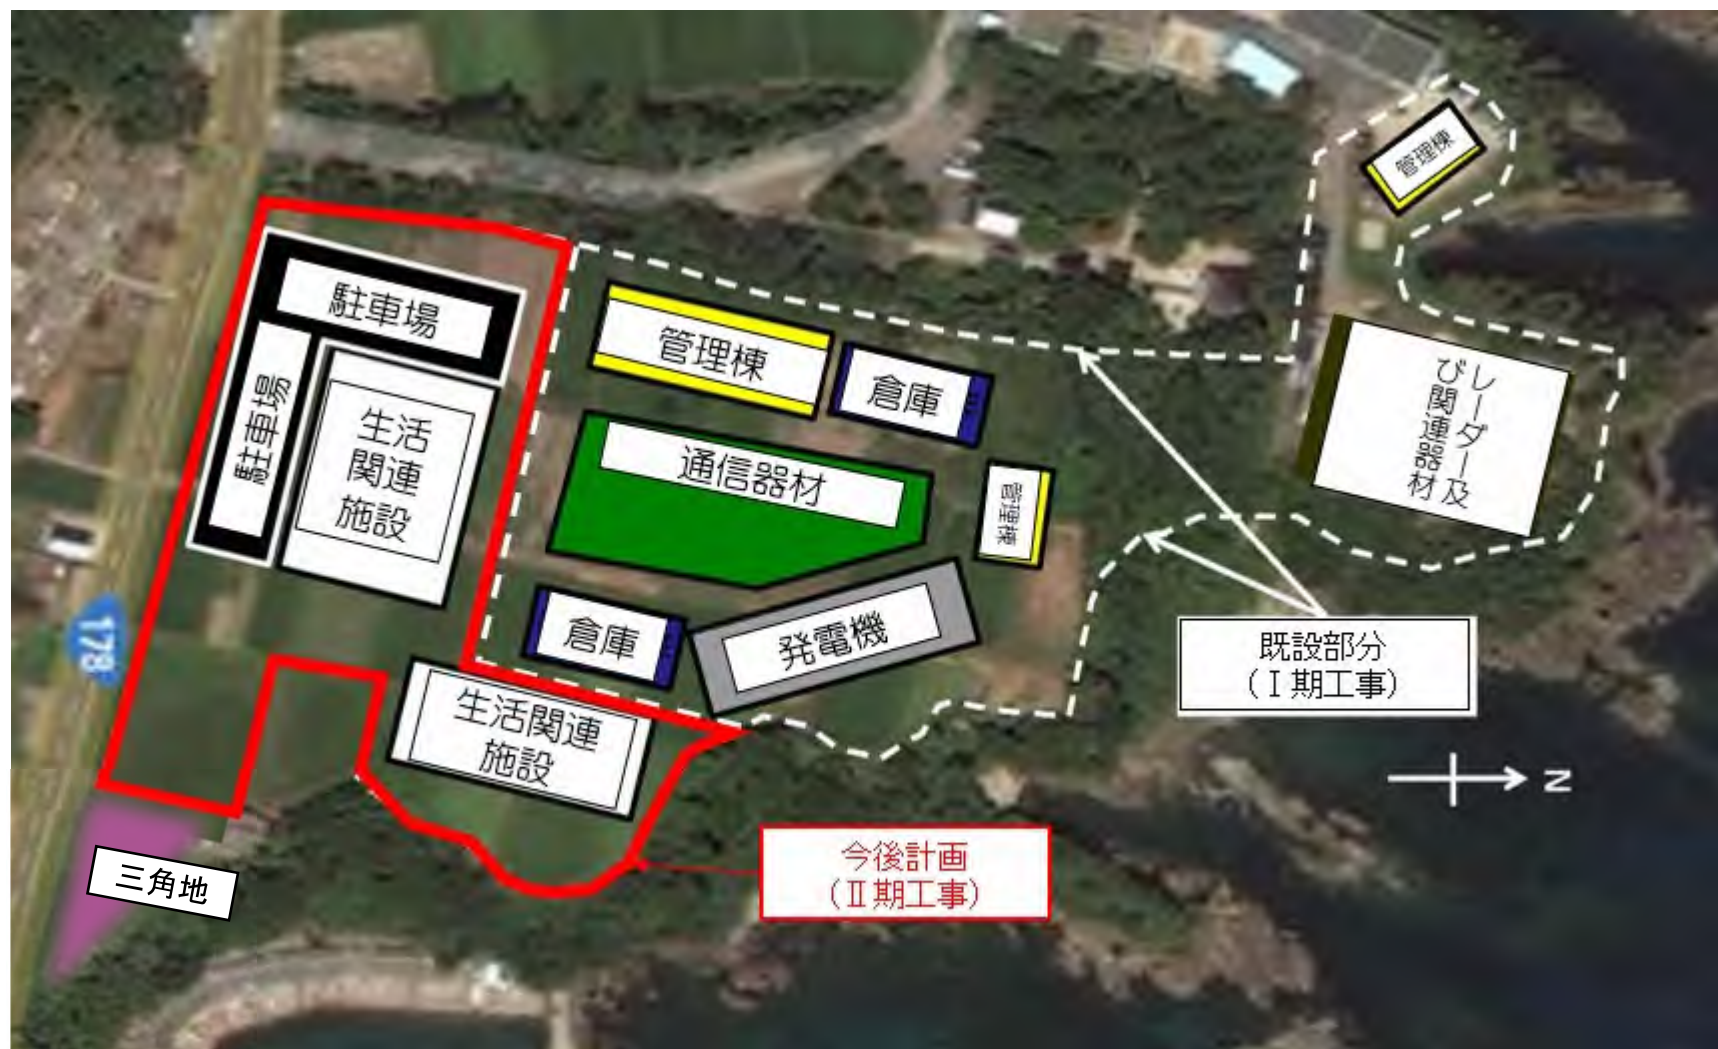 管理棟
駐車場
駐車場
生活
関連
施設
管理棟
倉庫
通信器材
管理棟
レーダー及
び関連器材
倉庫
発電機
生活関連
施設
既設部分
(Ⅰ期工事)
178
N
今後計画
(Ⅱ期工事)
三角地